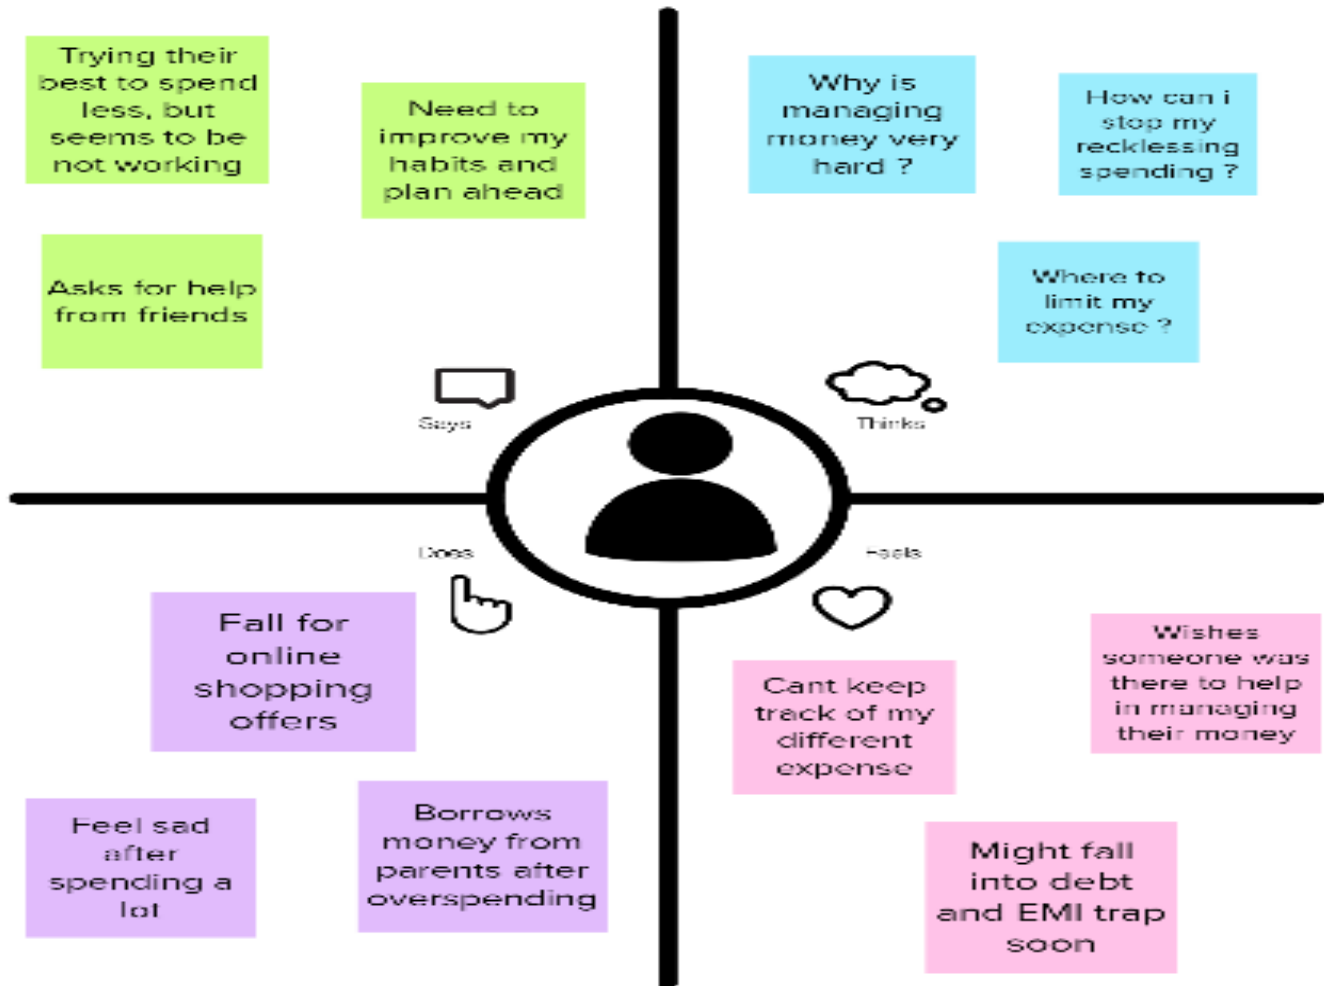 Trying their
best to spend
less, but
seems to be
not working
Need to
improve my
habits and
plan ahead
Asks for help
from friends
Says
Why is
managing
money very
hard ?
How can i
stop my
recklessing
spending ?
Where to
limit my
expense ?
Thinks
Does
Fall for
online
shopping
offers
Feel sad
after
spending a
lot
Borrows
money from
parents after
overspending
Feels
Cant keep
track of my
different
expense
Wishes
someone was
there to help
in managing
their money
Might fall
into debt
and EMI trap
soon